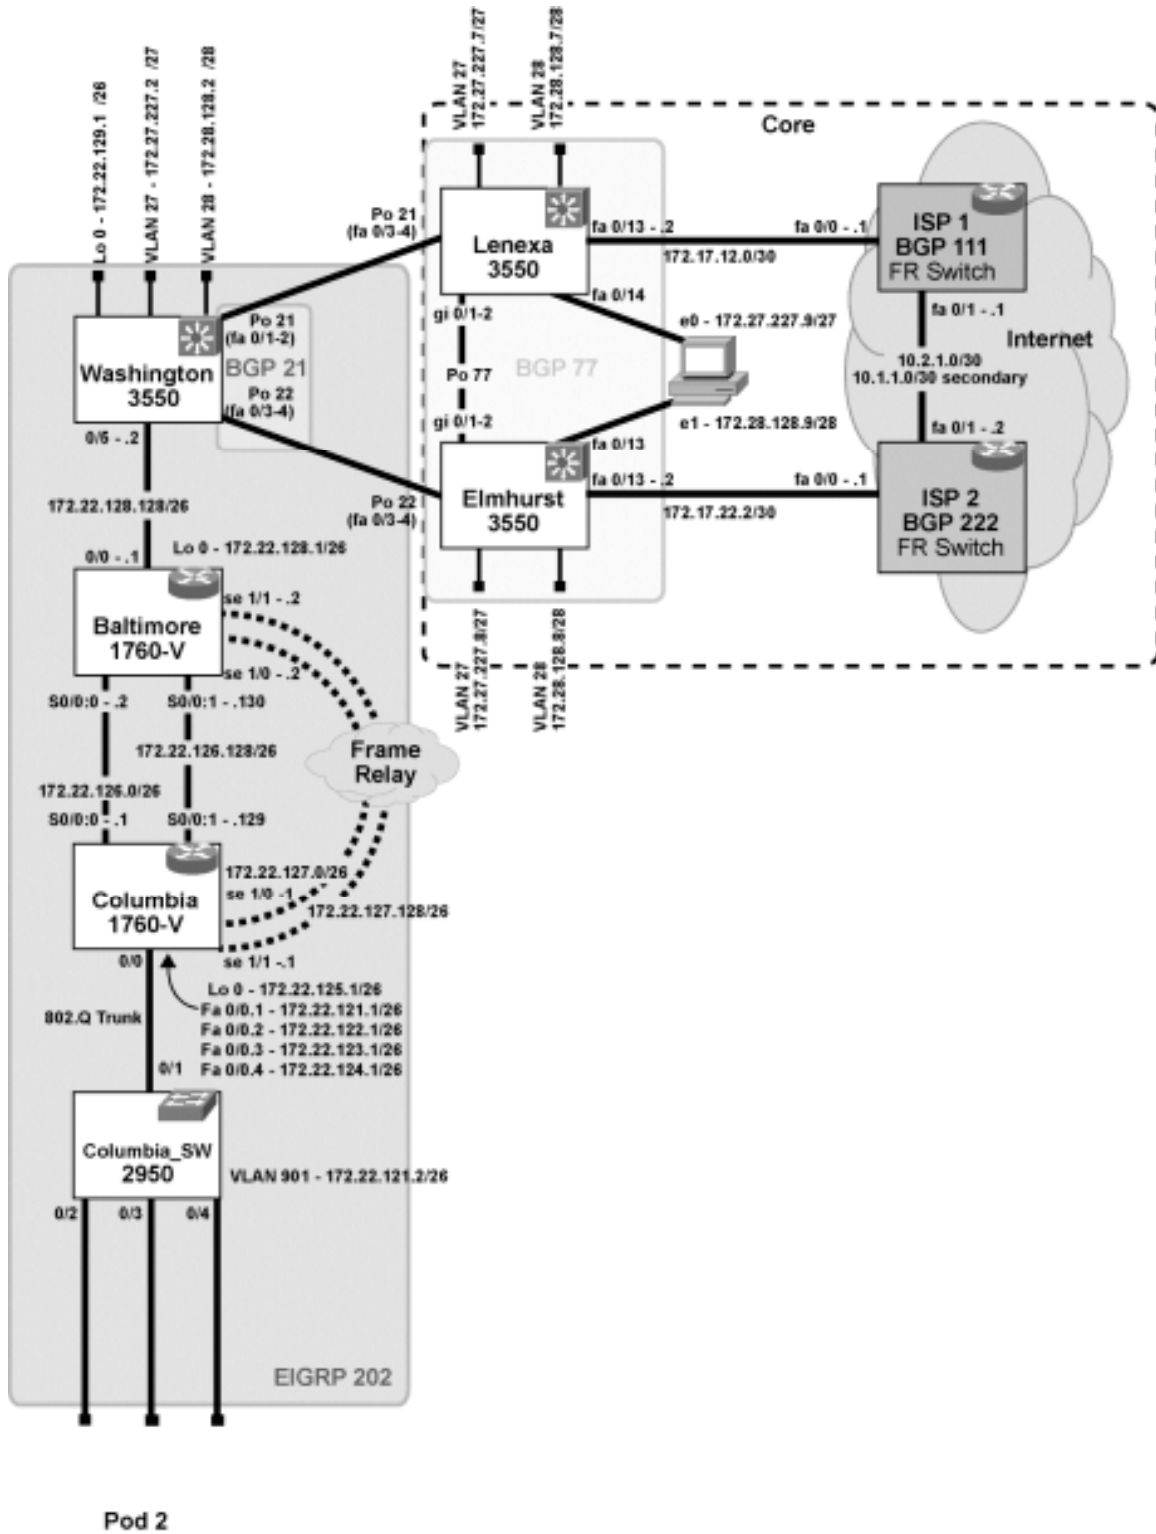 Lo 0 - 172.22.129.1 /26
VLAN 27 - 172.27.227.2 /27
VLAN 28 - 172.28.128.2 /28
VLAN 27
172.27.227.7/27
VLAN 28
172.28.128.7/28
Core
Po 21
(fa 0/3-4)
Lenexa
3550
fa 0/13 - .2
fa 0/0 - .1
172.17.12.0/30
ISP 1
BGP 111
FR Switch
fa 0/14
gi 0/1-2
e0 - 172.27.227.9/27
fa 0/1 - .1
Internet
10.2.1.0/30
10.1.1.0/30 secondary
Po 21
(fa 0/1-2)
BGP 21
Washington
3550
Po 22
(fa 0/3-4)
Po 77
BGP 77
gi 0/1-2
e1 - 172.28.128.9/28
fa 0/1 - .2
0/5 - .2
fa 0/13
Elmhurst
3550
fa 0/13 - .2
fa 0/0 - .1
172.17.22.2/30
ISP 2
BGP 222
FR Switch
Po 22
(fa 0/3-4)
172.22.128.128/26
0/0 - .1
Lo 0 - 172.22.128.1/26
Baltimore
1760-V
se 1/1 - .2
se 1/0 - .2
VLAN 27
172.27.227.8/27
VLAN 28
172.28.128.8/28
S0/0:0 - .2
S0/0:1 - .130
172.22.126.128/26
Frame
Relay
172.22.126.0/26
S0/0:0 - .1
S0/0:1 - .129
Columbia
1760-V
172.22.127.0/26
se 1/0 -1
172.22.127.128/26
0/0
se 1/1 -.1
Lo 0 - 172.22.125.1/26
Fa 0/0.1 - 172.22.121.1/26
Fa 0/0.2 - 172.22.122.1/26
Fa 0/0.3 - 172.22.123.1/26
Fa 0/0.4 - 172.22.124.1/26
802.Q Trunk
0/1
Columbia_SW
2950
VLAN 901 - 172.22.121.2/26
0/2
0/3
0/4
EIGRP 202
Pod 2